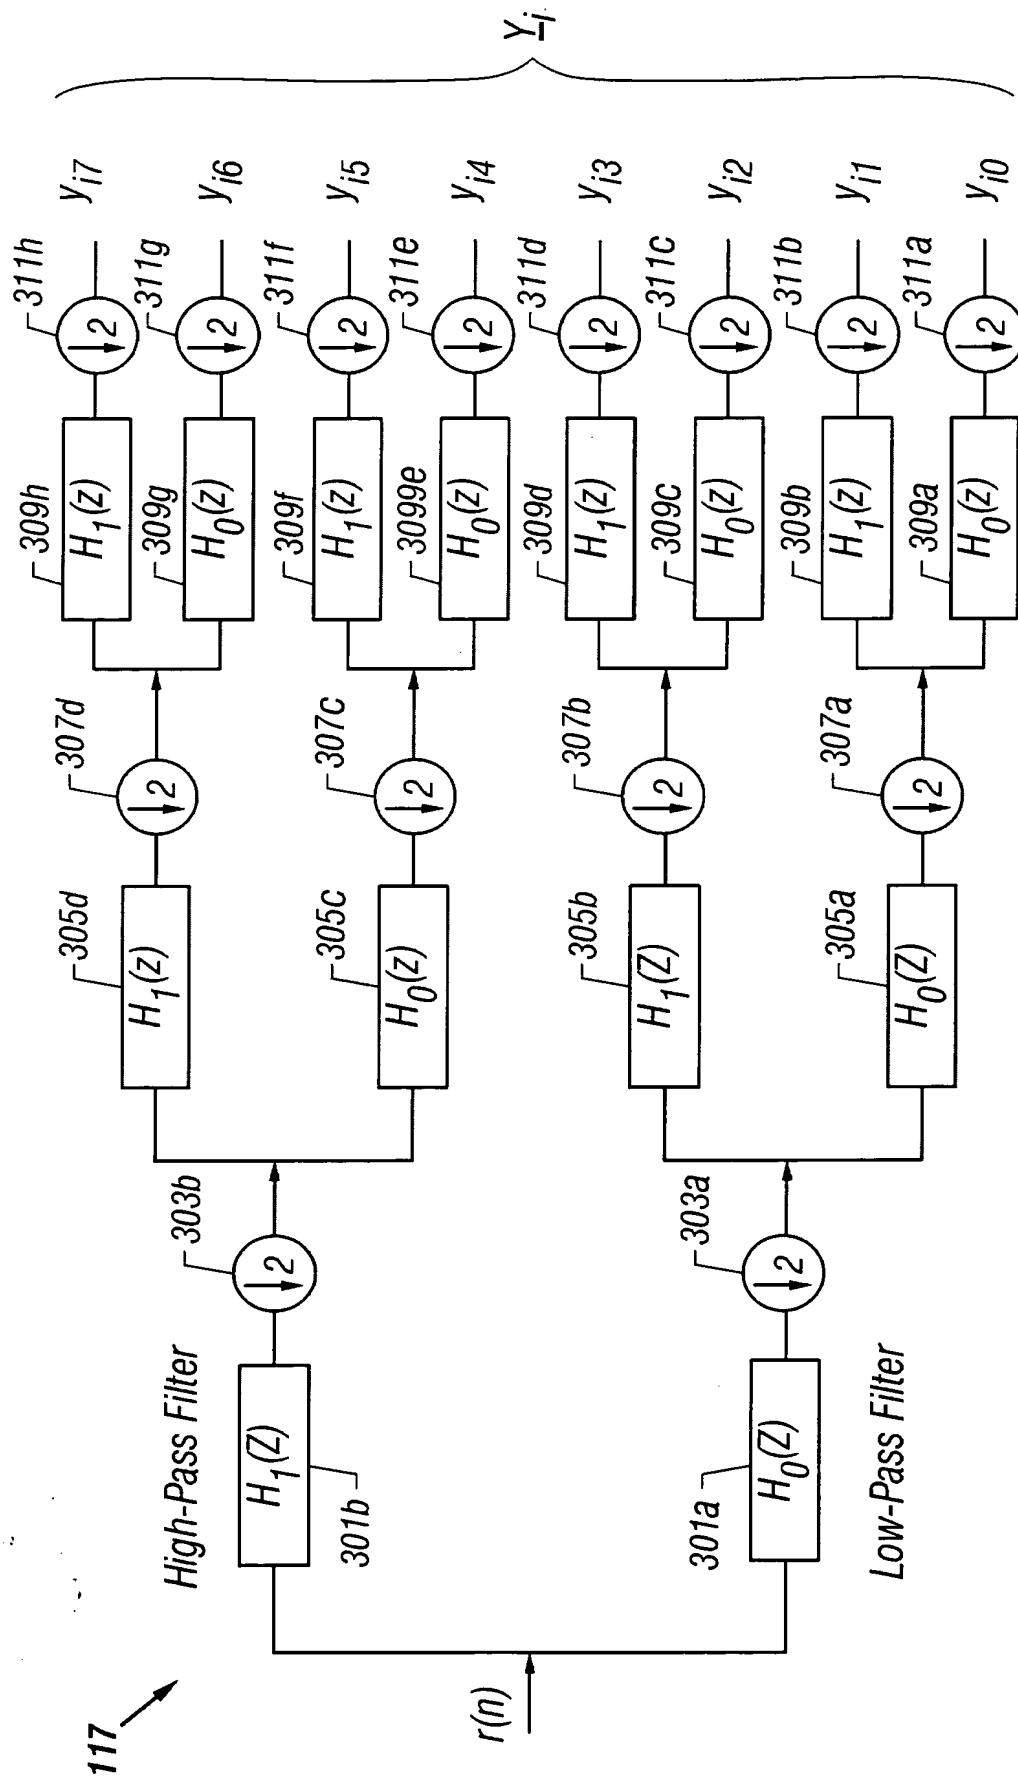 117
r(n)
High-Pass Filter
H1(Z)
301b
303b
↓2
301a
H0(Z)
Low-Pass Filter
303a
↓2
305d
H1(z)
305c
H0(z)
305b
H1(Z)
305a
H0(Z)
307d
↓2
307c
↓2
307b
↓2
307a
↓2
309h
H1(z)
309g
H0(z)
309f
H1(z)
3099e
H0(z)
309d
H1(z)
309c
H0(z)
309b
H1(z)
309a
H0(z)
311h
↓2
311g
↓2
311f
↓2
311e
↓2
311d
↓2
311c
↓2
311b
↓2
311a
↓2
yi7
yi6
yi5
yi4
yi3
yi2
yi1
yi0
Yi